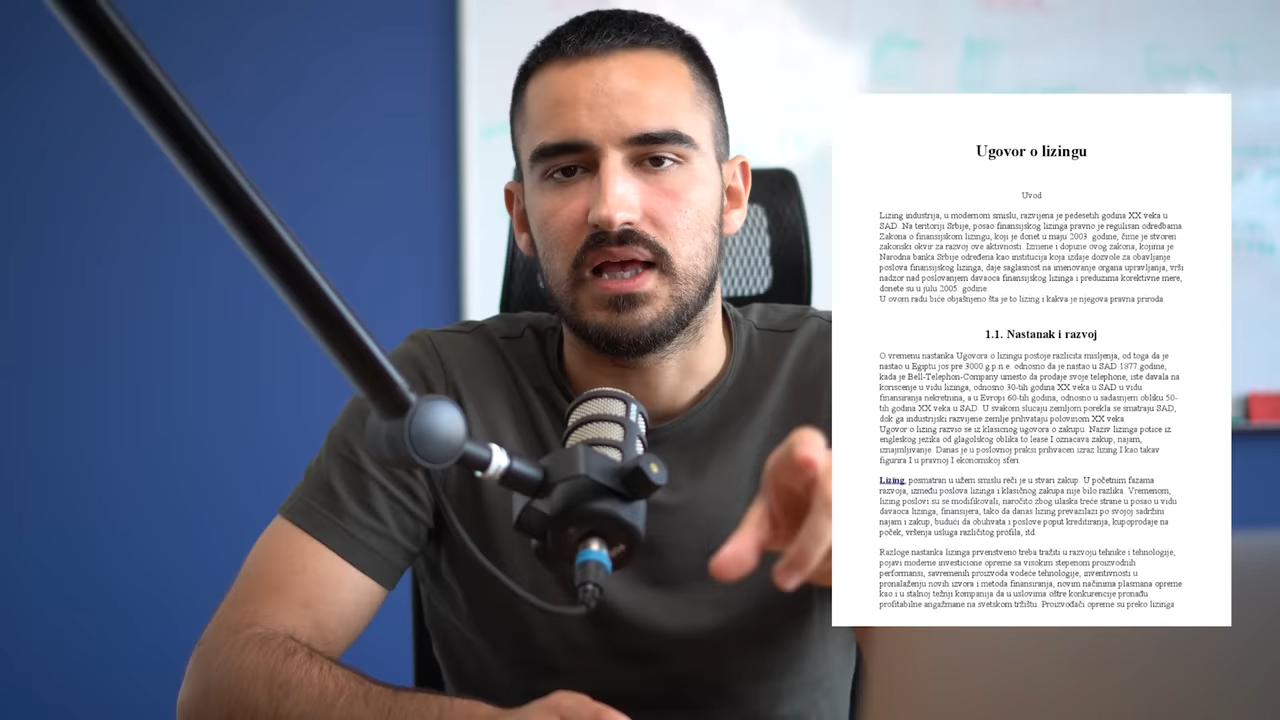 Ugovor o lizingu
Uvod
Lizing industrija, u modernom smislu, razvijena je pedesetih godina XX veka u
SAD. Na teritoriji Srbije, posao finansijskog lizinga pravno je regulisan odredbama
Zakona o finansijskom lizingu, koji je donet u maju 2003. godine, čime je stvoren
zakonski okvir za razvoj ove aktivnosti. Izmene i dopune ovog zakona, kojima je
Narodna banka Srbije određena kao institucija koja izdaje dozvole za obavljanje
poslova finansijskog lizinga, daje saglasnost na imenovanje organa upravljanja, vrši
nadzor nad poslovanjem davaoca finansijskog lizinga i preduzima korektivne mere,
donete su u julu 2005. godine.
U ovom radu biće objašnjeno šta je to lizing i kakva je njegova pravna priroda.
1.1. Nastanak i razvoj
O vremenu nastanka Ugovora o lizingu postoje razlicita misljenja, od toga da je
nastao u Egiptu jos pre 3000.g.p.n.e. odnosno da je nastao u SAD 1877 godine,
kada je Bell-Telephon-Company umesto da prodaje svoje telephone, iste davala na
koriscenje u vidu lizinga, odnosno 30-tih godina XX veka u SAD u vidu
finansiranja nekretnina, a u Evropi 60-tih godina, odnosno u sadasnjem obliku 50-
tih godina XX veka u SAD. U svakom slucaju zemljom porekla se smatraju SAD,
dok ga industrijski razvijene zemlje prihvataju polovinom XX veka.
Ugovor o lizing razvio se iz klasicnog ugovora o zakupu. Naziv lizinga potice iz
engleskog jezika od glagolskog oblika to lease I oznacava zakup, najam,
iznajmljivanje. Danas je u poslovnoj praksi prihvacen izraz lizing I kao takav
figurira I u pravnoj I ekonomskoj sferi.
Lizing, posmatran u užem smislu reči je u stvari zakup. U početnim fazama
razvoja, između poslova lizinga i klasičnog zakupa nije bilo razlika. Vremenom,
lizing poslovi su se modifikovali, naročito zbog ulaska treće strane u posao u vidu
davaoca lizinga, finansijera, tako da danas lizing prevazilazi po svojoj sadržini
najam i zakup, budući da obuhvata i poslove poput kreditiranja, kupoprodaje na
poček, vršenja usluga različitog profila, itd.
Razloge nastanka lizinga prvenstveno treba tražiti u razvoju tehnike i tehnologije,
pojavi moderne investicione opreme sa visokim stepenom proizvodnih
performansi, savremenih proizvoda vodeće tehnologije, inventivnosti u
pronalaženju novih izvora i metoda finansiranja, novim načinima plasmana opreme
kao i u stalnoj težnji kompanija da u uslovima oštre konkurencije pronađu
profitabilne angažmane na svetskom tržištu. Proizvođači opreme su preko lizinga